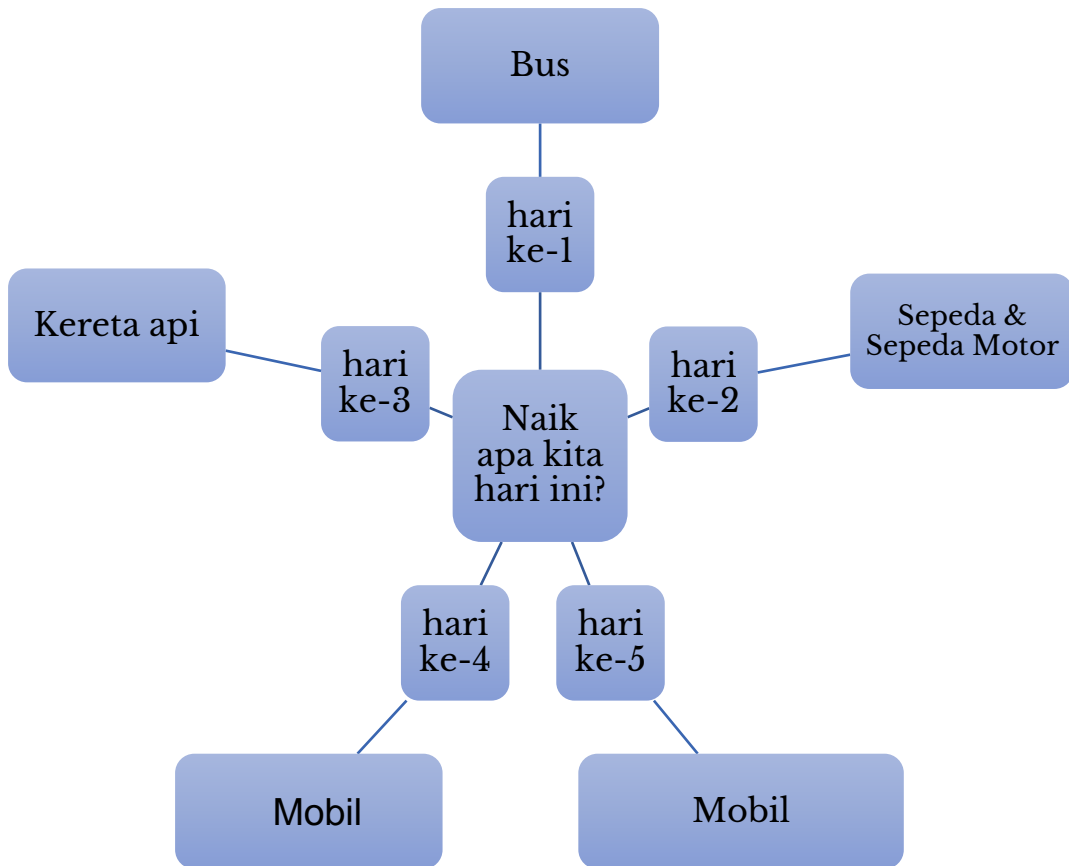 Bus
hari
ke-1
Kereta api
hari
ke-3
Naik
apa kita
hari ini?
hari
ke-2
Sepeda &
Sepeda Motor
hari
ke-4
hari
ke-5
Mobil
Mobil